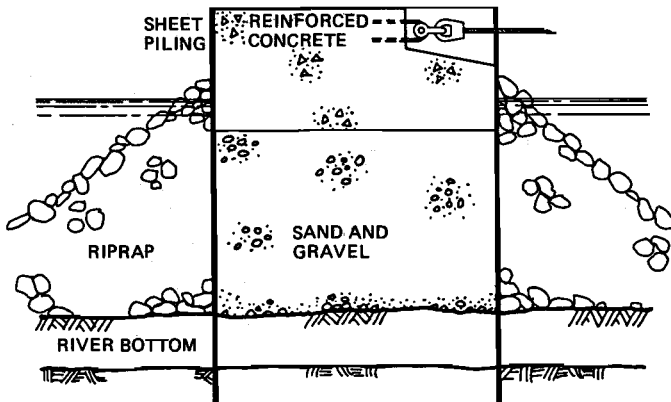 SHEET
PILING
REINFORCED
CONCRETE
SAND AND
GRAVEL
RIPRAP
RIVER BOTTOM